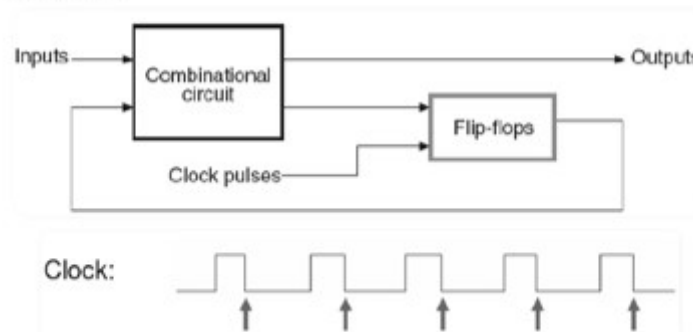 Inputs
Combinational
circuit
Outputs
Flip-flops
Clock pulses
Clock: